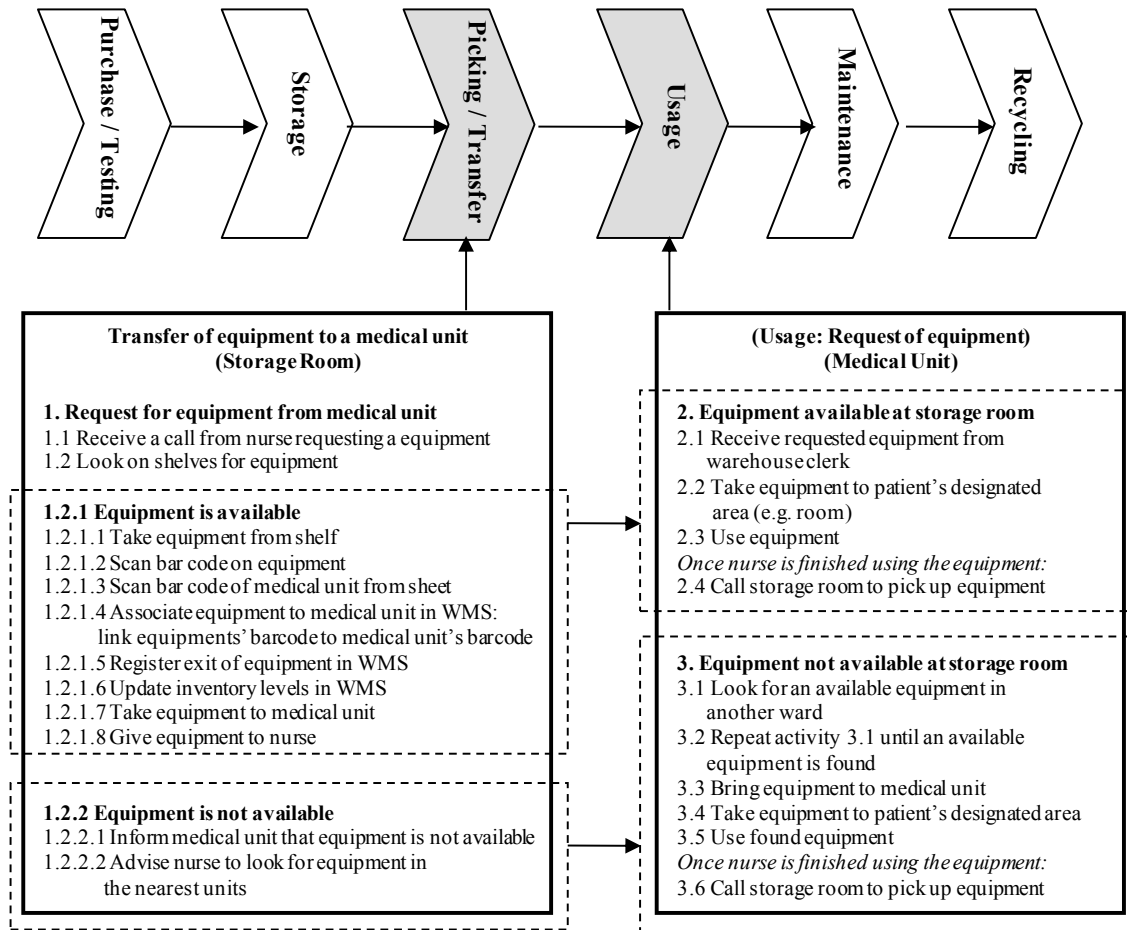 Purchase / Testing
Storage
Picking / Transfer
Usage
Maintenance
Recycling
Transfer of equipment to a medical unit
(Storage Room)
1. Request for equipment from medical unit
1.1 Receive a call from nurse requesting a equipment
1.2 Look on shelves for equipment
1.2.1 Equipment is available
1.2.1.1 Take equipment from shelf
1.2.1.2 Scan bar code on equipment
1.2.1.3 Scan bar code of medical unit from sheet
1.2.1.4 Associate equipment to medical unit in WMS:
link equipments' barcode to medical unit's barcode
1.2.1.5 Register exit of equipment in WMS
1.2.1.6 Update inventory levels in WMS
1.2.1.7 Take equipment to medical unit
1.2.1.8 Give equipment to nurse
1.2.2 Equipment is not available
1.2.2.1 Inform medical unit that equipment is not available
1.2.2.2 Advise nurse to look for equipment in
the nearest units
(Usage: Request of equipment)
(Medical Unit)
2. Equipment available at storage room
2.1 Receive requested equipment from
warehouse clerk
2.2 Take equipment to patient's designated
area (e.g. room)
2.3 Use equipment
Once nurse is finished using the equipment:
2.4 Call storage room to pick up equipment
3. Equipment not available at storage room
3.1 Look for an available equipment in
another ward
3.2 Repeat activity 3.1 until an available
equipment is found
3.3 Bring equipment to medical unit
3.4 Take equipment to patient's designated area
3.5 Use found equipment
Once nurse is finished using the equipment:
3.6 Call storage room to pick up equipment